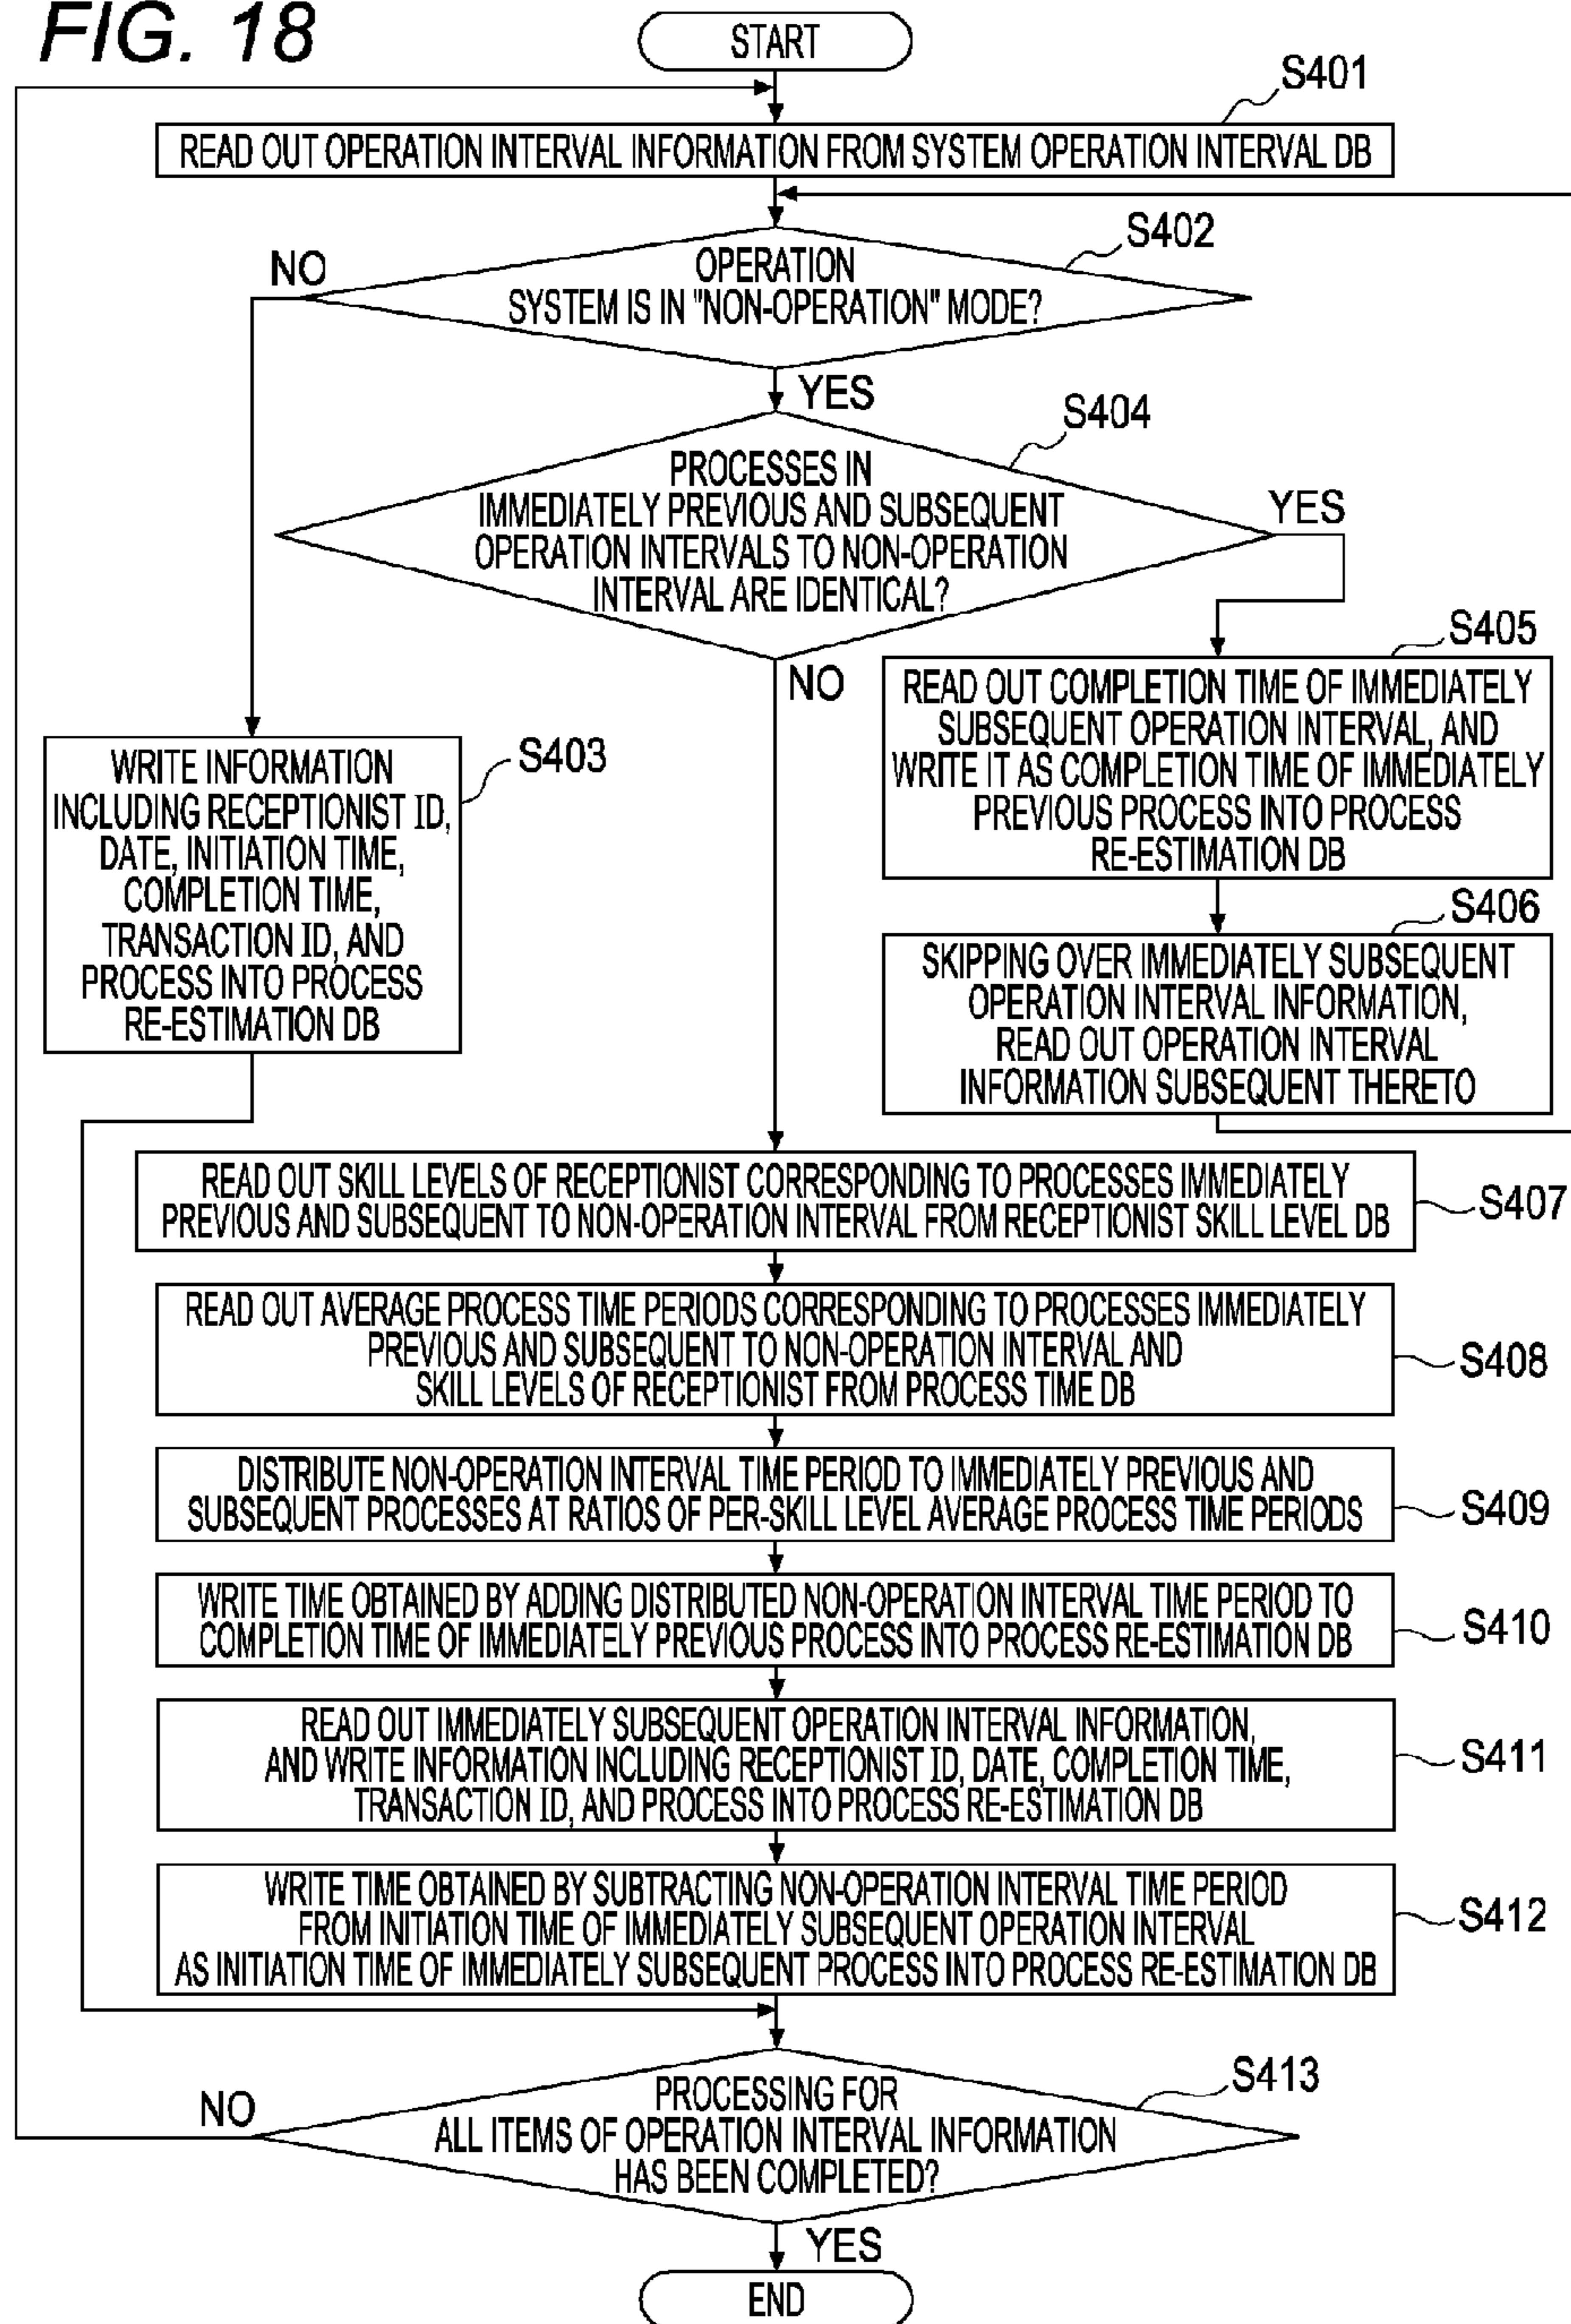 FIG. 18
START
S401
READ OUT OPERATION INTERVAL INFORMATION FROM SYSTEM OPERATION INTERVAL DB
S402
NO
OPERATION
SYSTEM IS IN "NON-OPERATION" MODE?
YES
S404
PROCESSES IN
IMMEDIATELY PREVIOUS AND SUBSEQUENT
OPERATION INTERVALS TO NON-OPERATION
INTERVAL ARE IDENTICAL?
YES
NO
S405
READ OUT COMPLETION TIME OF IMMEDIATELY
SUBSEQUENT OPERATION INTERVAL, AND
WRITE IT AS COMPLETION TIME OF IMMEDIATELY
PREVIOUS PROCESS INTO PROCESS
RE-ESTIMATION DB
S403
WRITE INFORMATION
INCLUDING RECEPTIONIST ID,
DATE, INITIATION TIME,
COMPLETION TIME,
TRANSACTION ID, AND
PROCESS INTO PROCESS
RE-ESTIMATION DB
S406
SKIPPING OVER IMMEDIATELY SUBSEQUENT
OPERATION INTERVAL INFORMATION,
READ OUT OPERATION INTERVAL
INFORMATION SUBSEQUENT THERETO
READ OUT SKILL LEVELS OF RECEPTIONIST CORRESPONDING TO PROCESSES IMMEDIATELY
PREVIOUS AND SUBSEQUENT TO NON-OPERATION INTERVAL FROM RECEPTIONIST SKILL LEVEL DB
S407
READ OUT AVERAGE PROCESS TIME PERIODS CORRESPONDING TO PROCESSES IMMEDIATELY
PREVIOUS AND SUBSEQUENT TO NON-OPERATION INTERVAL AND
SKILL LEVELS OF RECEPTIONIST FROM PROCESS TIME DB
S408
DISTRIBUTE NON-OPERATION INTERVAL TIME PERIOD TO IMMEDIATELY PREVIOUS AND
SUBSEQUENT PROCESSES AT RATIOS OF PER-SKILL LEVEL AVERAGE PROCESS TIME PERIODS
S409
WRITE TIME OBTAINED BY ADDING DISTRIBUTED NON-OPERATION INTERVAL TIME PERIOD TO
COMPLETION TIME OF IMMEDIATELY PREVIOUS PROCESS INTO PROCESS RE-ESTIMATION DB
S410
READ OUT IMMEDIATELY SUBSEQUENT OPERATION INTERVAL INFORMATION,
AND WRITE INFORMATION INCLUDING RECEPTIONIST ID, DATE, COMPLETION TIME,
TRANSACTION ID, AND PROCESS INTO PROCESS RE-ESTIMATION DB
S411
WRITE TIME OBTAINED BY SUBTRACTING NON-OPERATION INTERVAL TIME PERIOD
FROM INITIATION TIME OF IMMEDIATELY SUBSEQUENT OPERATION INTERVAL
AS INITIATION TIME OF IMMEDIATELY SUBSEQUENT PROCESS INTO PROCESS RE-ESTIMATION DB
S412
S413
NO
PROCESSING FOR
ALL ITEMS OF OPERATION INTERVAL INFORMATION
HAS BEEN COMPLETED?
YES
END